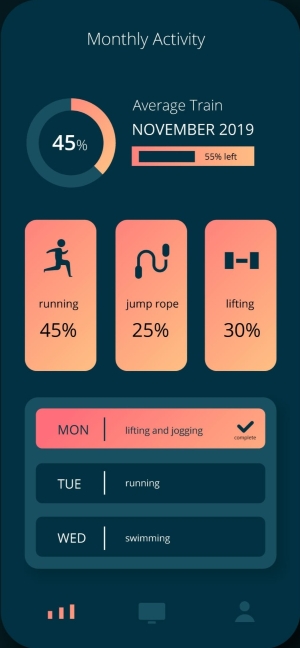 Monthly Activity
45%
Average Train
NOVEMBER 2019
55% left
running
45%
jump rope
25%
lifting
30%
MON
lifting and jogging
complete
TUE
running
WED
swimming